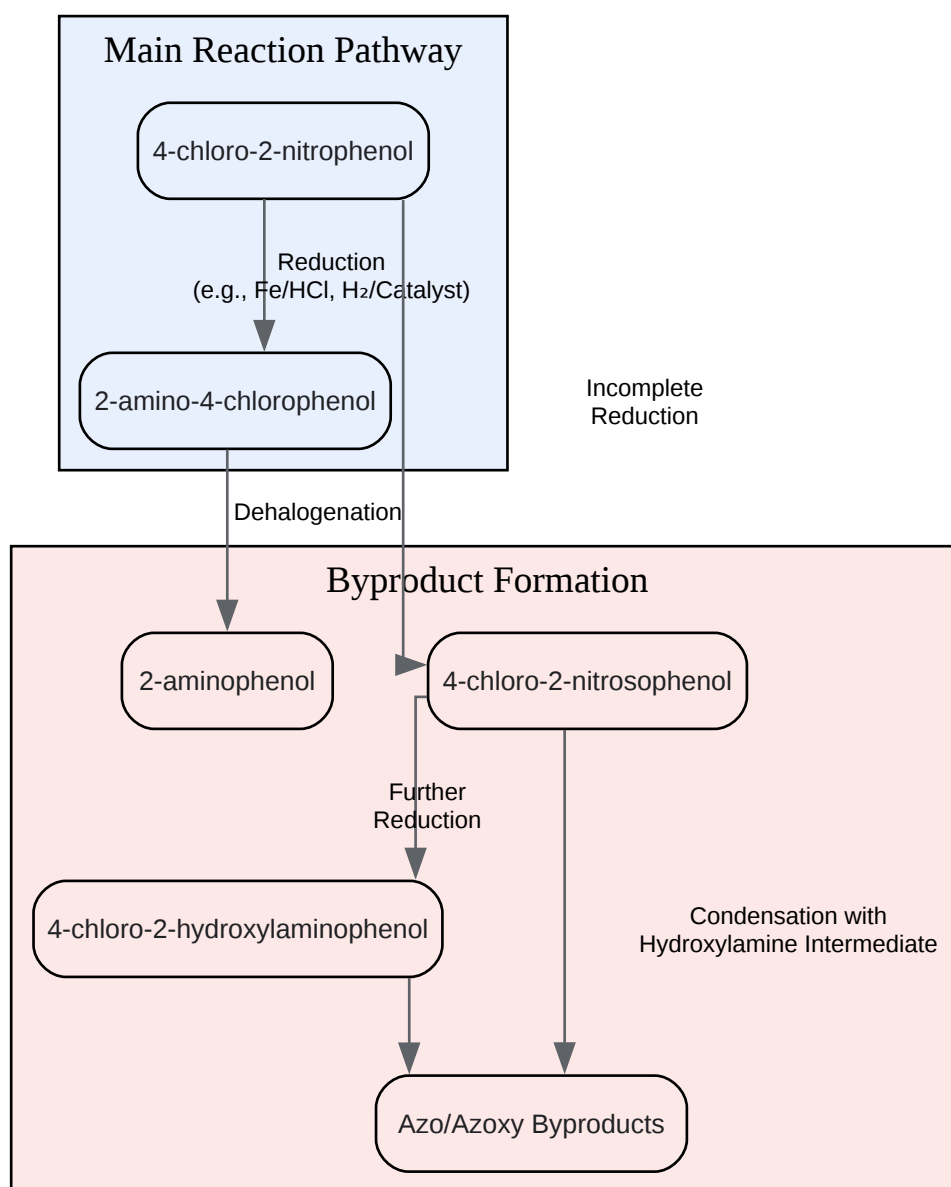 Main Reaction Pathway
4-chloro-2-nitrophenol
Reduction
(e.g., Fe/HCl, H₂/Catalyst)
2-amino-4-chlorophenol
Incomplete
Reduction
Dehalogenation
Byproduct Formation
2-aminophenol
4-chloro-2-nitrosophenol
Further
Reduction
4-chloro-2-hydroxylaminophenol
Condensation with
Hydroxylamine Intermediate
Azo/Azoxy Byproducts